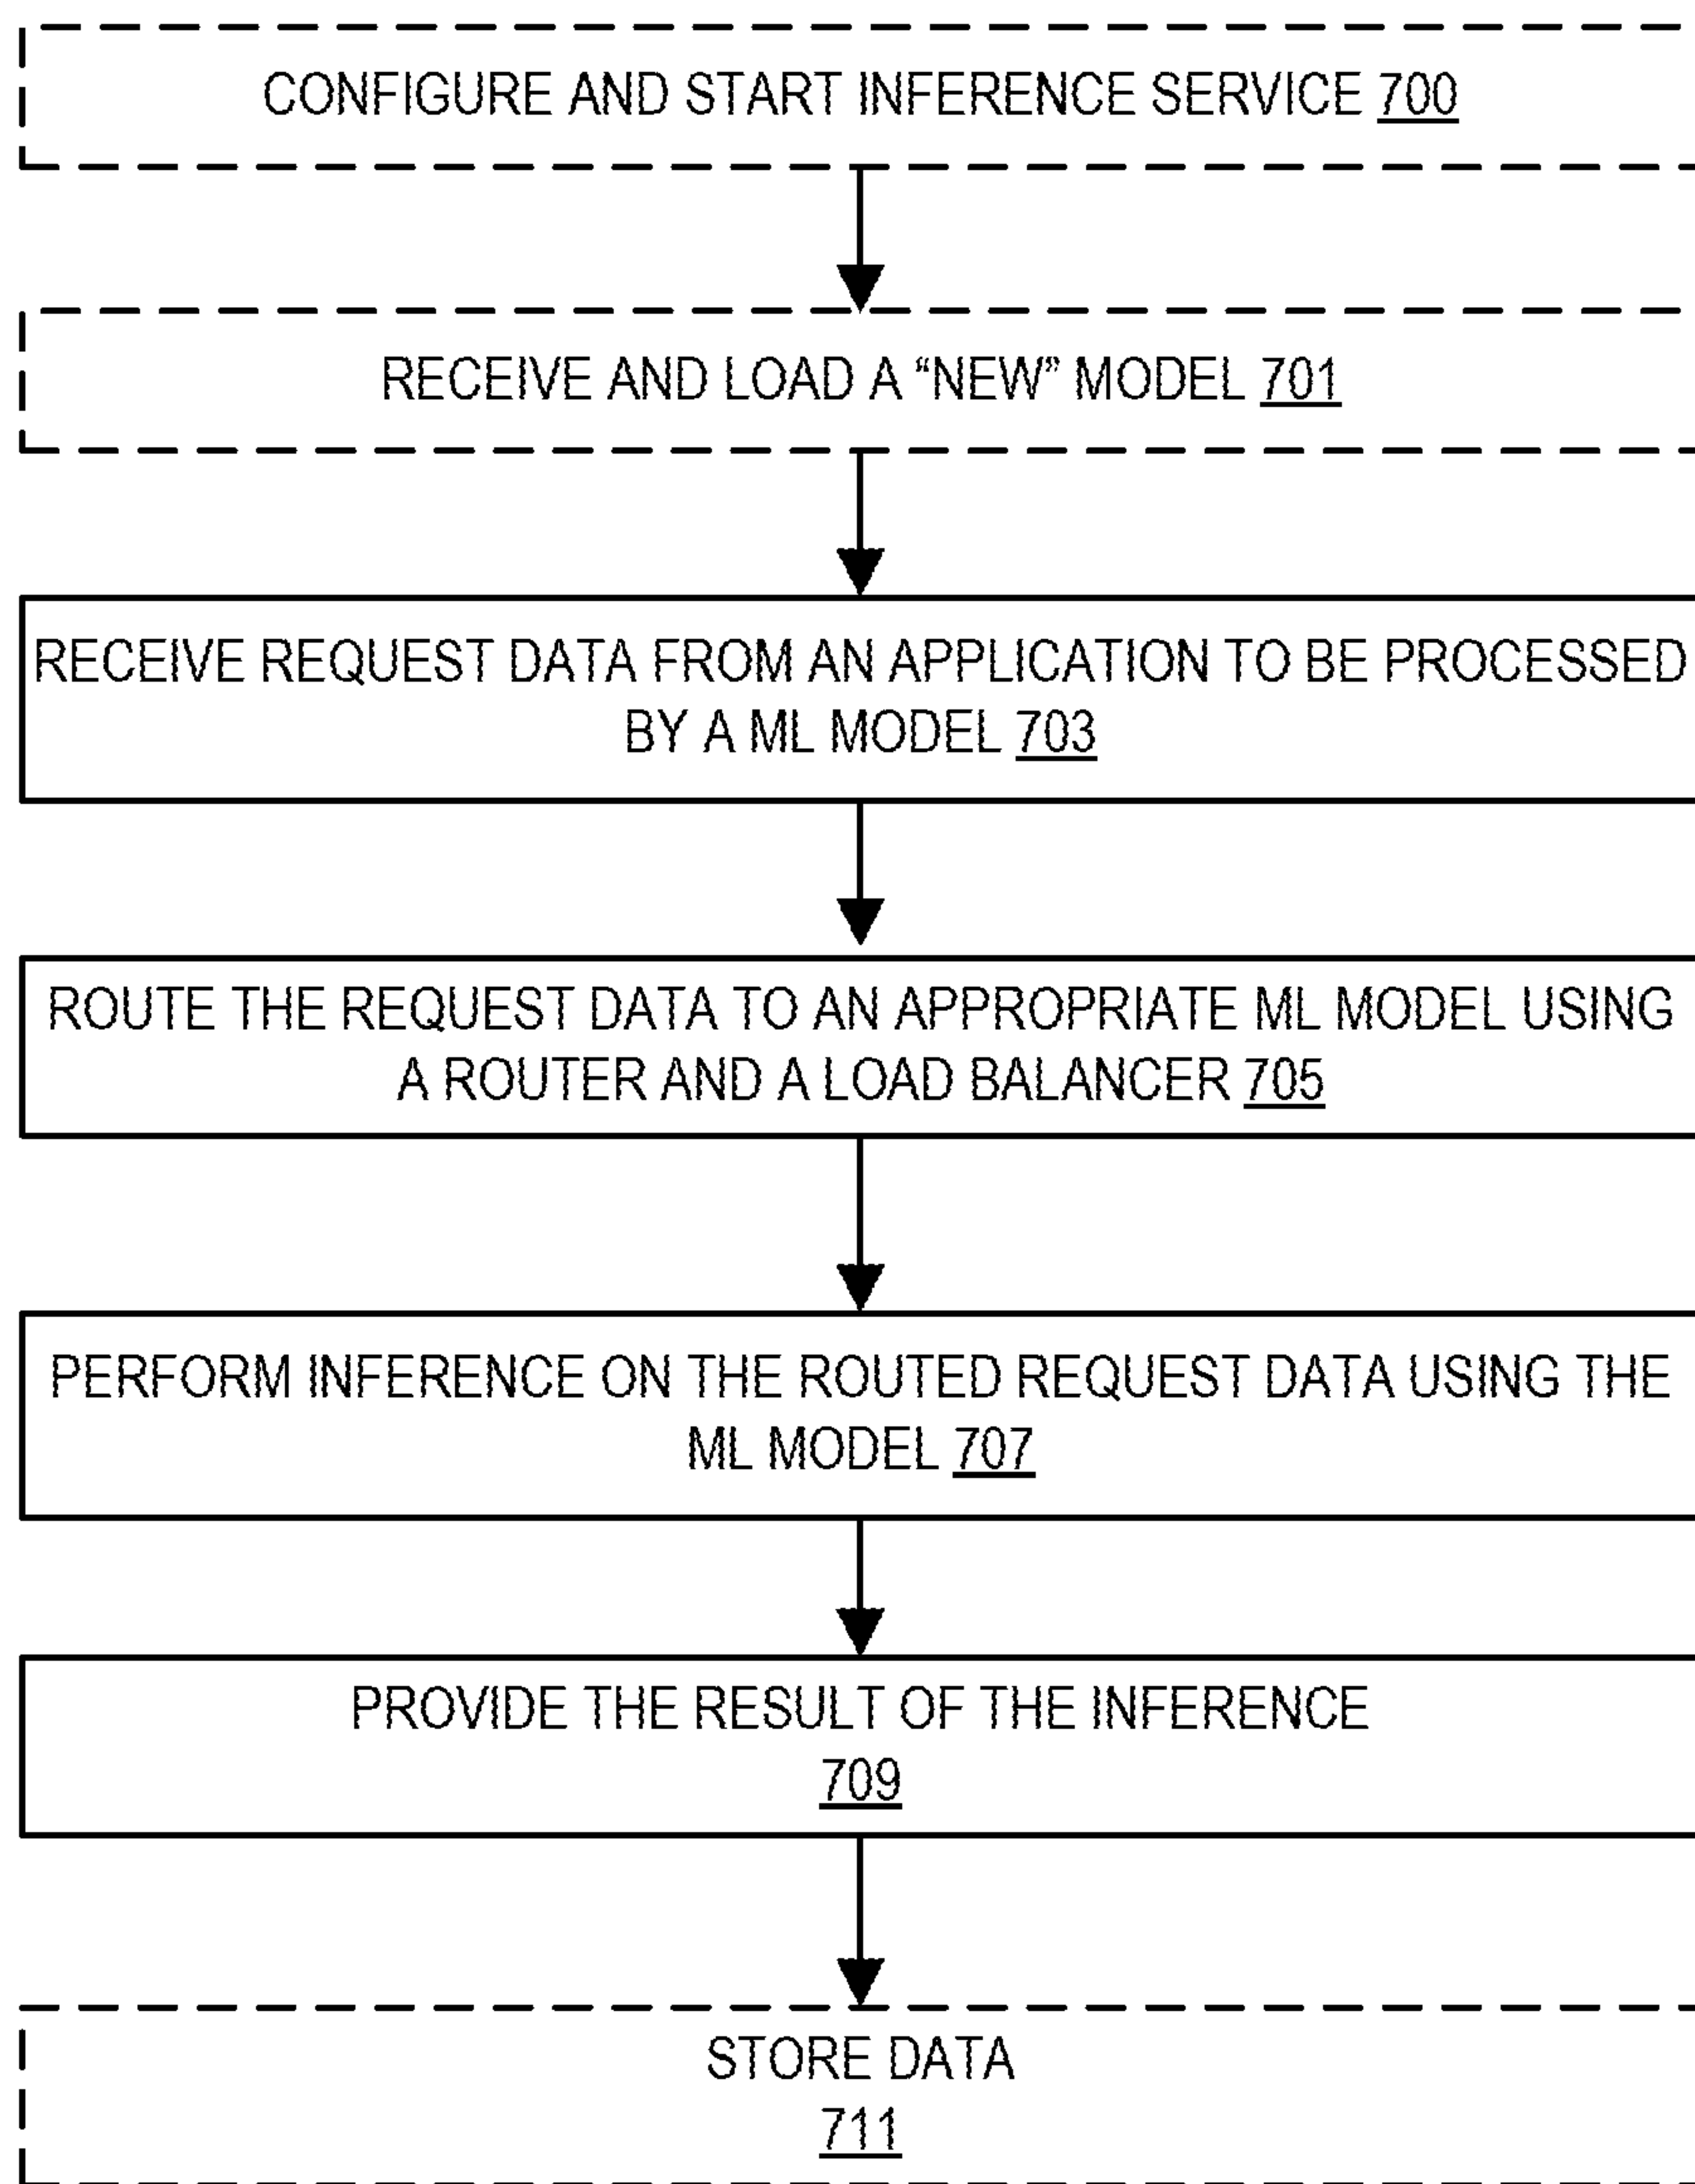 CONFIGURE AND START INFERENCE SERVICE 700
RECEIVE AND LOAD A “NEW” MODEL 701
RECEIVE REQUEST DATA FROM AN APPLICATION TO BE PROCESSED
BY A ML MODEL 703
ROUTE THE REQUEST DATA TO AN APPROPRIATE ML MODEL USING
A ROUTER AND A LOAD BALANCER 705
PERFORM INFERENCE ON THE ROUTED REQUEST DATA USING THE
ML MODEL 707
PROVIDE THE RESULT OF THE INFERENCE
709
STORE DATA
711